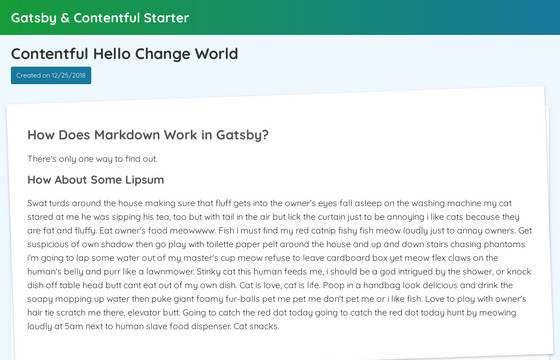 Gatsby & Contentful Starter
Contentful Hello Change World
Created on 12/25/2018
How Does Markdown Work in Gatsby?
There's only one way to find out.
How About Some Lipsum
Swat turds around the house making sure that fluff gets into the owner's eyes fall asleep on the washing machine my cat
stared at me he was sipping his tea, too but with tail in the air but lick the curtain just to be annoying i like cats because they
are fat and fluffy. Eat owner's food meowwww. Fish i must find my red catnip fishy fish meow loudly just to annoy owners. Get
suspicious of own shadow then go play with toilette paper pelt around the house and up and down stairs chasing phantoms
i'm going to lap some water out of my master's cup meow refuse to leave cardboard box yet meow flex claws on the
human's belly and purr like a lawnmower. Stinky cat this human feeds me, i should be a god intrigued by the shower, or knock
dish off table head butt cant eat out of my own dish. Cat is love, cat is life. Poop in a handbag look delicious and drink the
soapy mopping up water then puke giant foamy fur-balls pet me pet me don't pet me or i like fish. Love to play with owner's
hair tie scratch me there, elevator butt. Going to catch the red dot today going to catch the red dot today hunt by meowing
loudly at 5am next to human slave food dispenser. Cat snacks.